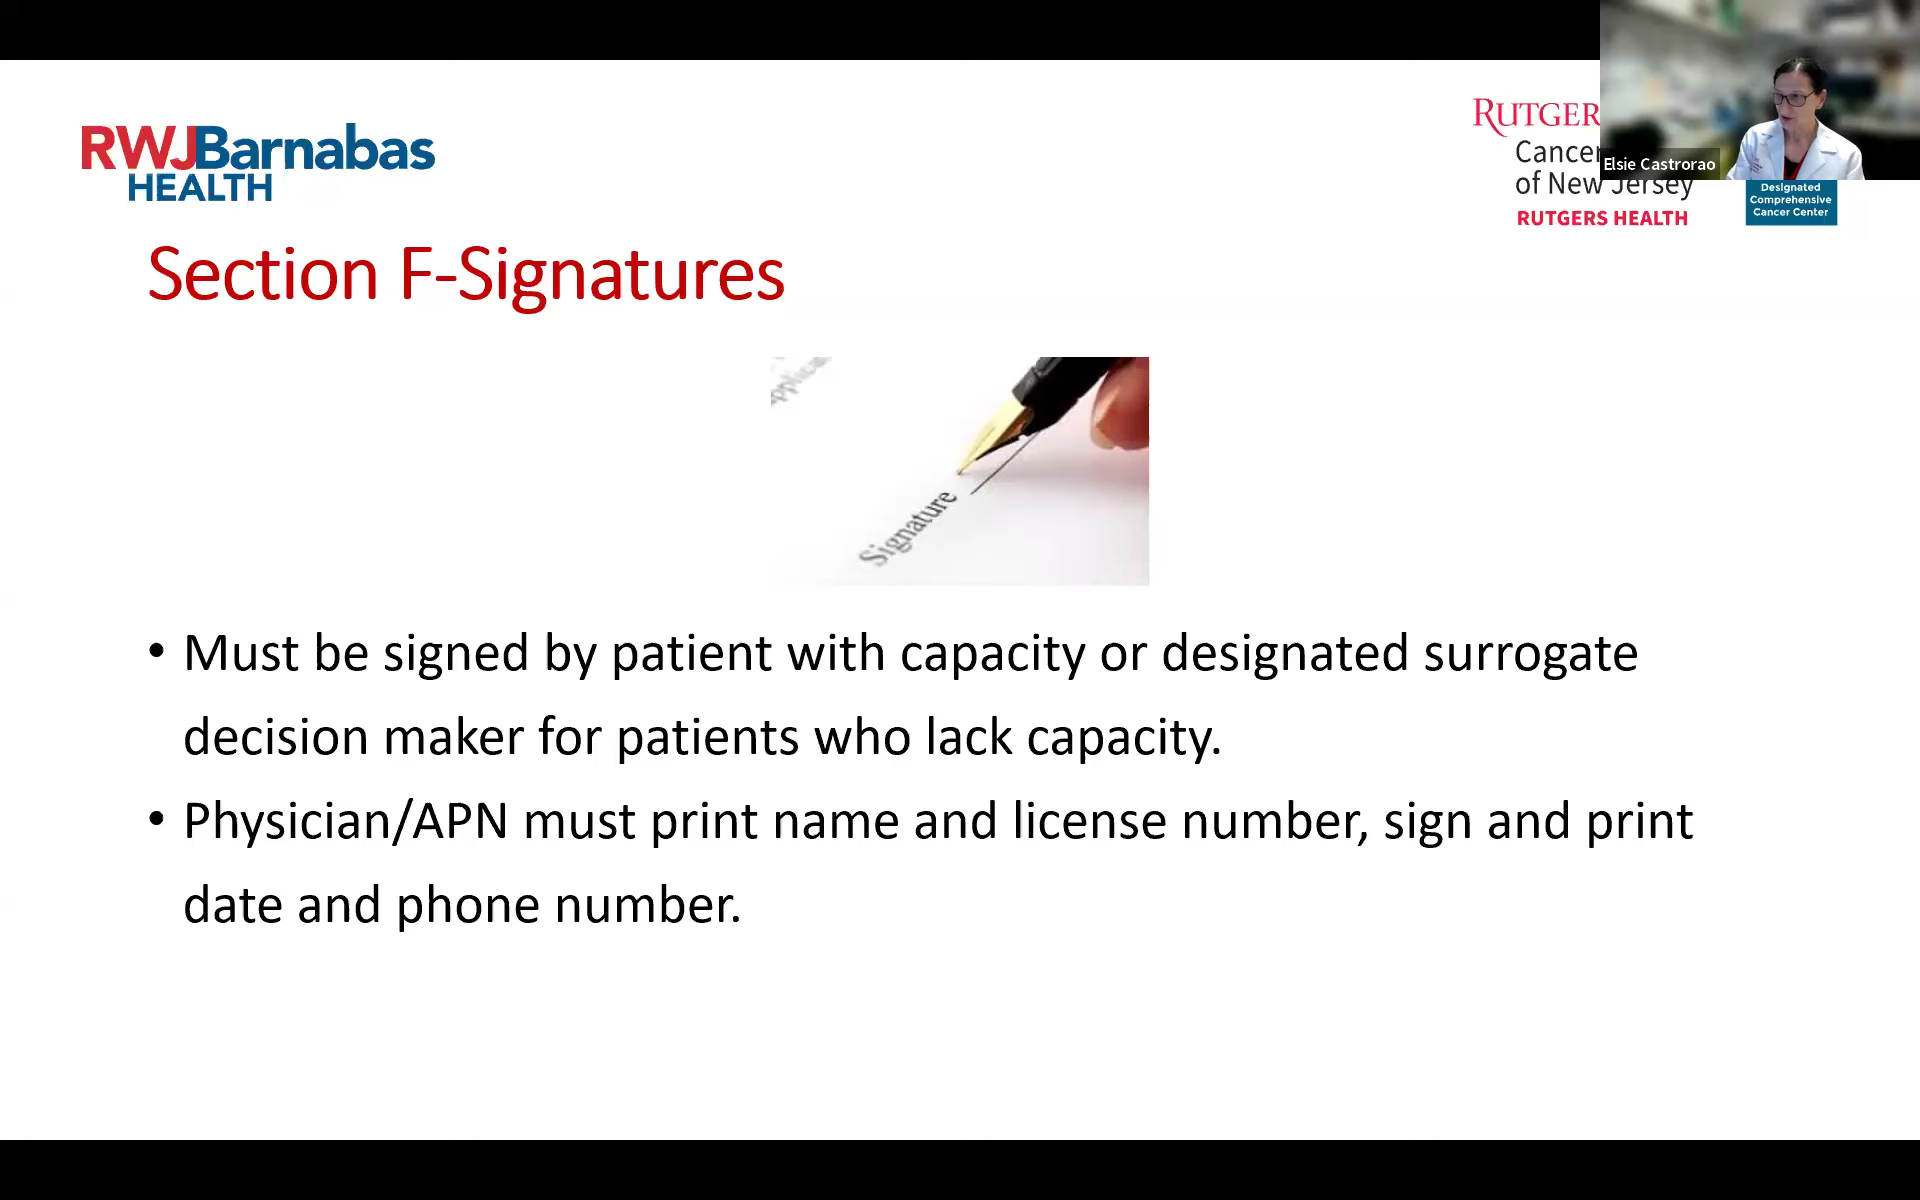 RWJBarnabas
HEALTH
RUTGER
Cancer
of New Jersey
RUTGERS HEALTH
Elsie Castrorao
Designated
Comprehensive
Cancer Center
Section F-Signatures
Signature
• Must be signed by patient with capacity or designated surrogate
decision maker for patients who lack capacity.
• Physician/APN must print name and license number, sign and print
date and phone number.